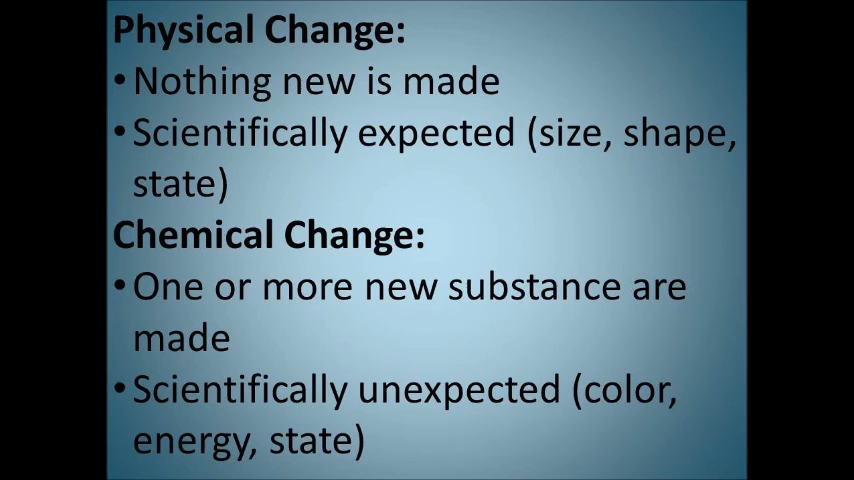 Physical Change:
• Nothing new is made
• Scientifically expected (size, shape,
state)
Chemical Change:
• One or more new substance are
made
• Scientifically unexpected (color,
energy, state)